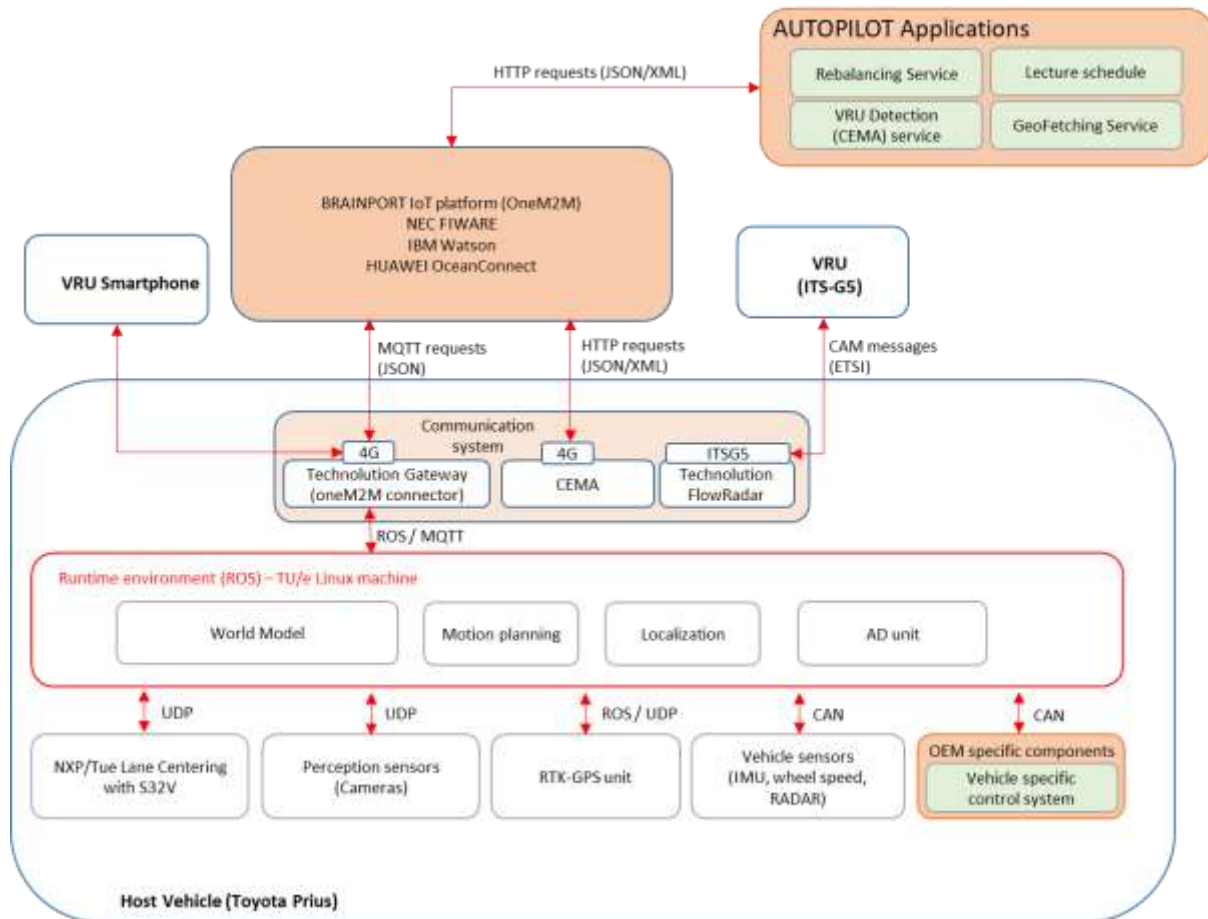 AUTOPILOT Applications
Rebalancing Service
Lecture schedule
VRU Detection
(CEMA) service
GeoFetching Service
HTTP requests (JSON/XML)
BRAINPORT IoT platform (OneM2M)
NEC FIWARE
IBM Watson
HUAWEI OceanConnect
VRU Smartphone
VRU
(ITS-G5)
MQTT requests
(JSON)
HTTP requests
(JSON/XML)
CAM messages
(ETSI)
Communication
system
4G
Technolution Gateway
(oneM2M connector)
4G
CEMA
ITSG5
Technolution
FlowRadar
ROS / MQTT
Runtime environment (ROS) – TU/e Linux machine
World Model
Motion planning
Localization
AD unit
UDP
UDP
ROS / UDP
CAN
CAN
NXP/Tue Lane Centering
with S32V
Perception sensors
(Cameras)
RTK-GPS unit
Vehicle sensors
(IMU, wheel speed,
RADAR)
OEM specific components
Vehicle specific
control system
Host Vehicle (Toyota Prius)